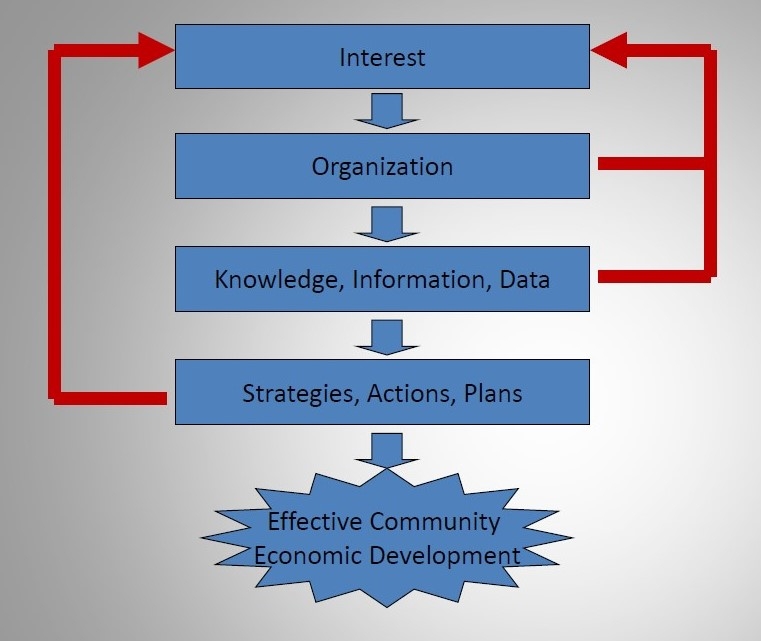 Interest
Organization
Knowledge, Information, Data
Strategies, Actions, Plans
Effective Community
Economic Development